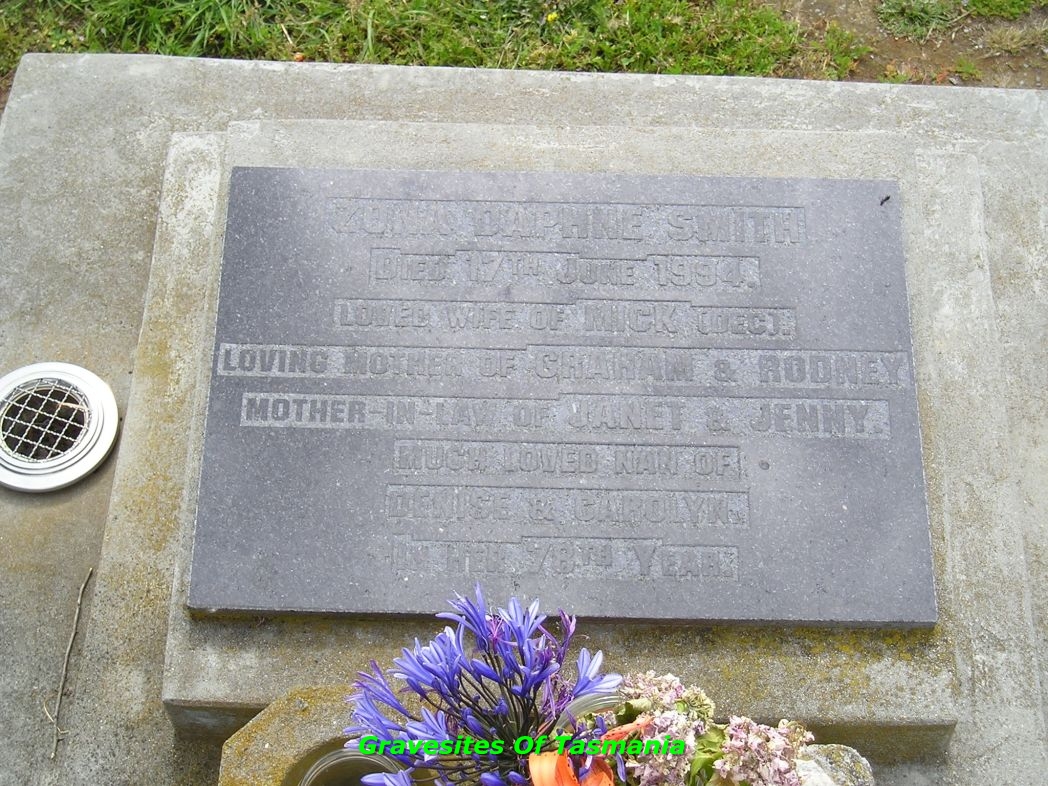 DAPHNE SMITH
DIED 17TH JUNE 1994.
LOVED WIFE OF MICK (DEC).
LOVING MOTHER OF GRAHAM & RODNEY
MOTHER-IN-LAW OF JANET & JENNY.
MUCH LOVED NAN OF
DENISE & CAROLYN.
IN HER 78TH YEAR.
Gravesites Of Tasmania